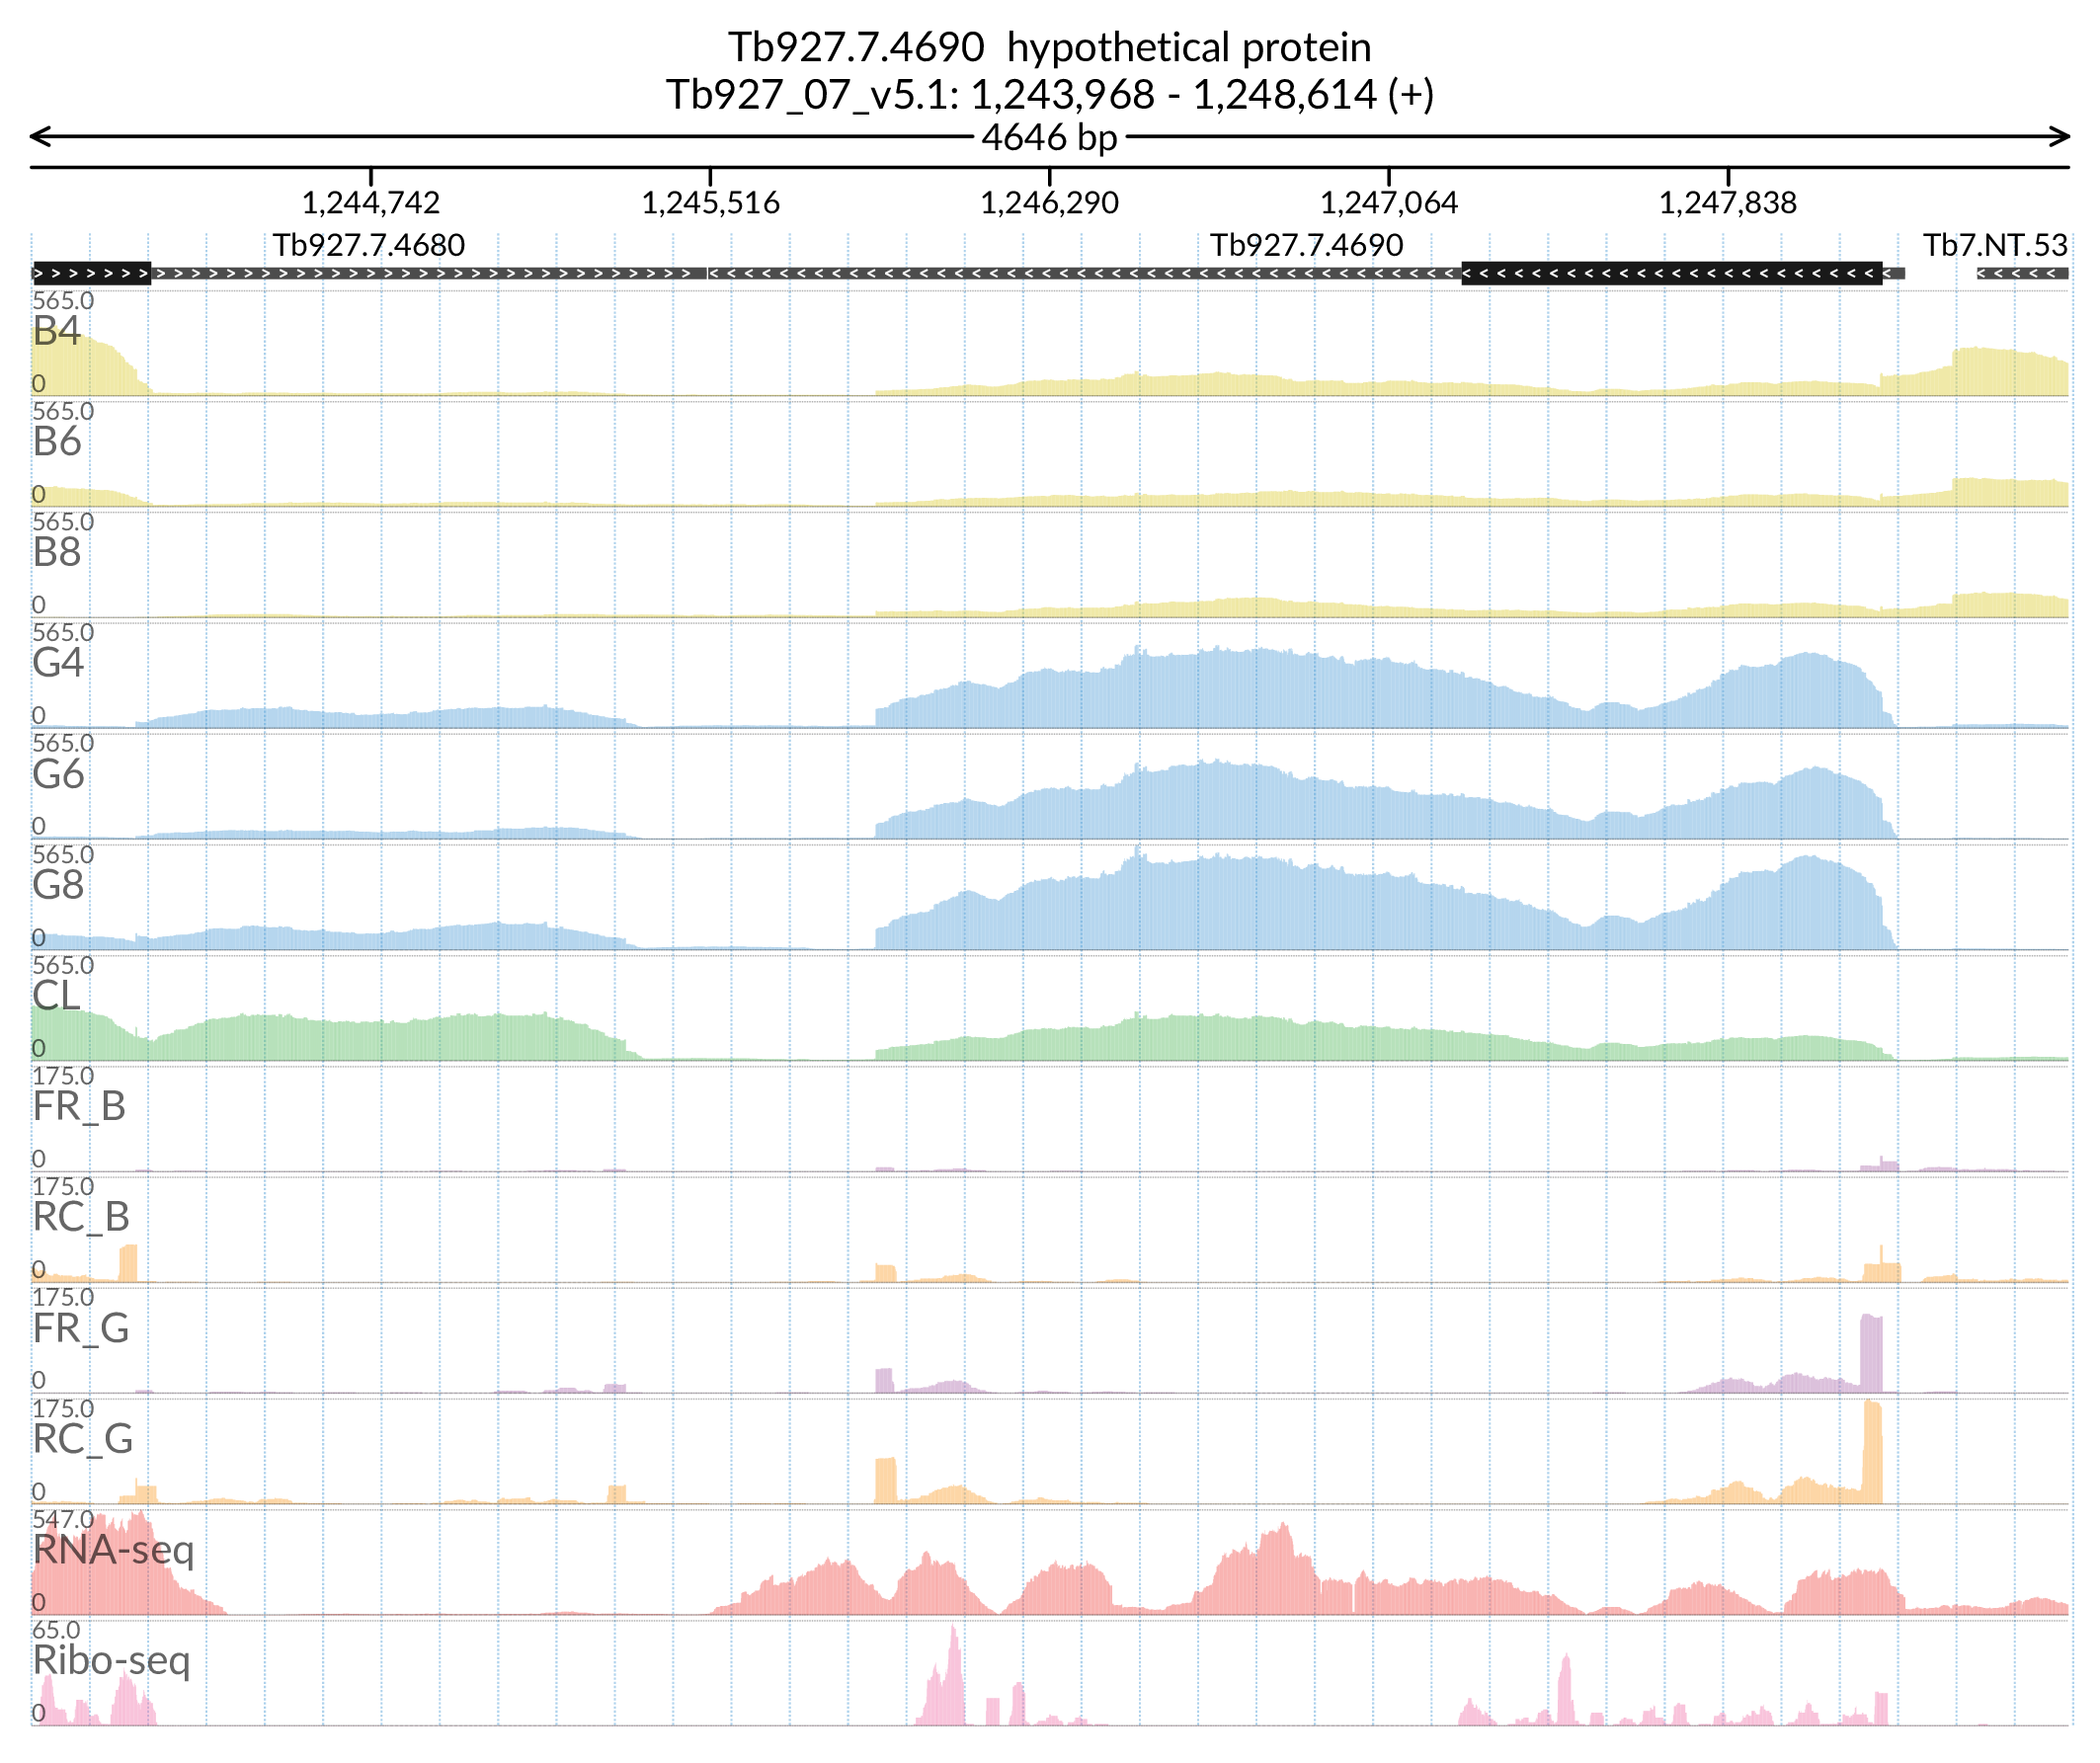 Tb927.7.4690 hypothetical protein
Tb927_07_v5.1: 1,243,968 - 1,248,614 (+)
4646 bp
1,244,742 1,245,516 1,246,290 1,247,064 1,247,838
Tb927.7.4680 Tb927.7.4690 Tb7.NT.53
565.0
B4
0
565.0
B6
0
565.0
B8
0
565.0
G4
0
565.0
G6
0
565.0
G8
0
565.0
CL
0
175.0
FR_B
0
175.0
RC_B
0
175.0
FR_G
0
175.0
RC_G
0
547.0
RNA-seq
0
65.0
Ribo-seq
0